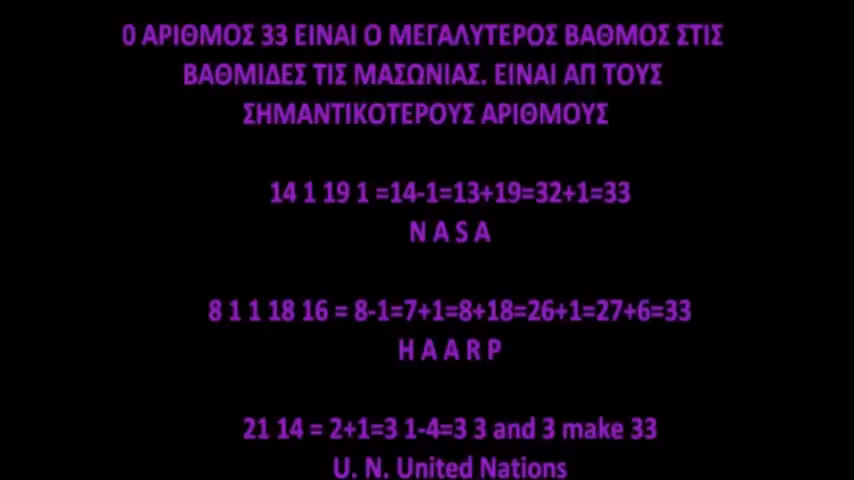 0 ΑΡΙΘΜΟΣ 33 ΕΙΝΑΙ Ο ΜΕΓΑΛΥΤΕΡΟΣ ΒΑΘΜΟΣ ΣΤΙΣ
ΒΑΘΜΙΔΕΣ ΤΙΣ ΜΑΣΩΝΙΑΣ. ΕΙΝΑΙ ΑΠ ΤΟΥΣ
ΣΗΜΑΝΤΙΚΟΤΕΡΟΥΣ ΑΡΙΘΜΟΥΣ
14 1 19 1 =14-1=13+19=32+1=33
N A S A
8 1 1 18 16 = 8-1=7+1=8+18=26+1=27+6=33
H A A R P
21 14 = 2+1=3 1-4=3 3 and 3 make 33
U. N. United Nations